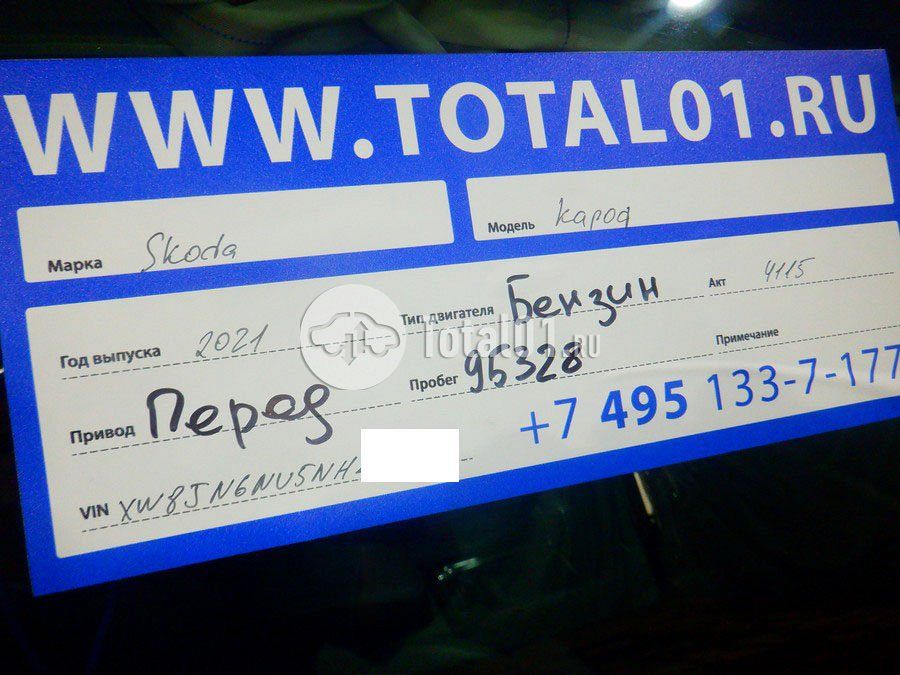 WWW.TOTAL01.RU
Марка Skoda
Модель Карод
Год выпуска 2021 Тип двигателя Бензин Акт 4115
Привод Перед Пробег 95328 Примечание
+7 495 133-7-177
VIN XW8JN6NU5NH
Total01.ru